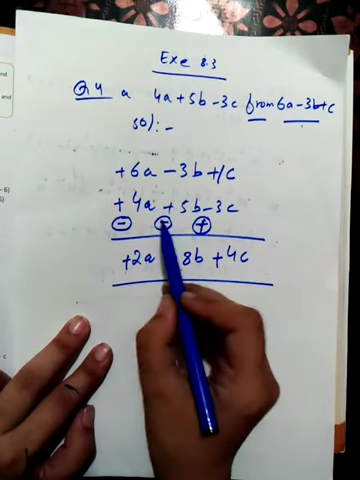 Exe 8.3
Q 4 a 4a + 5b - 3c from 6a - 3b + c
sol: -
+ 6a - 3b + 1c
+ 4a + 5b - 3c
- - +
+ 2a 8b + 4c